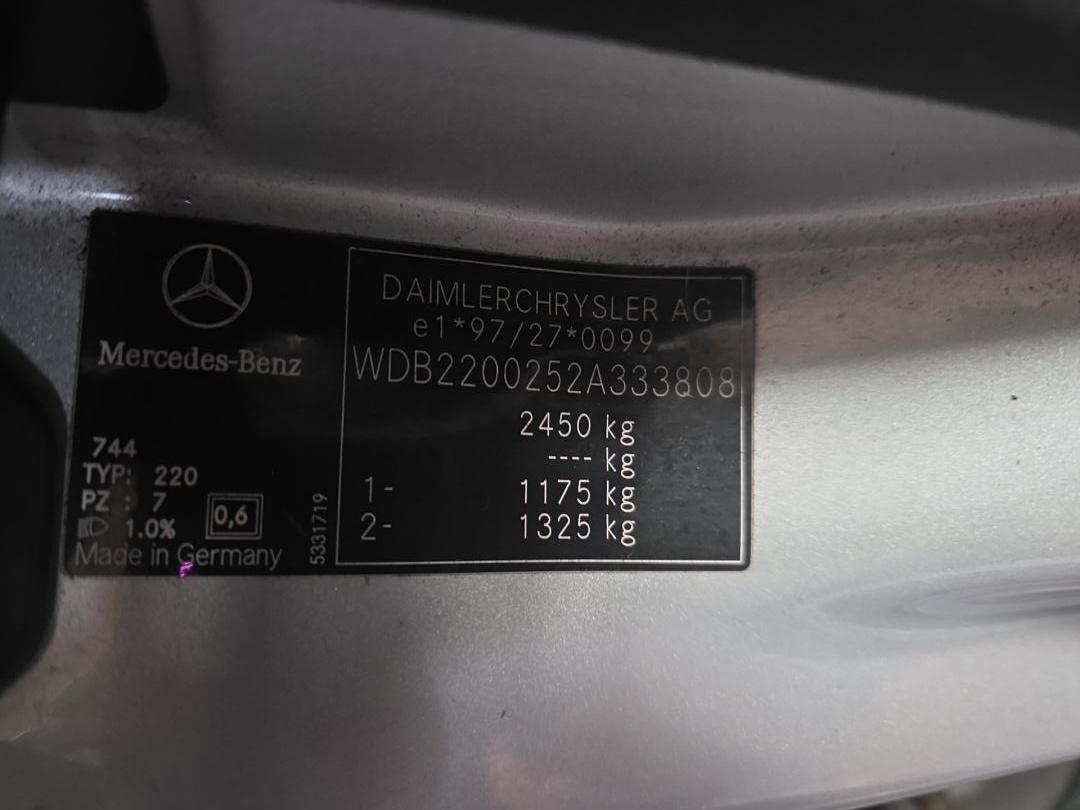 Mercedes-Benz
744
TYP: 220
PZ : 7
1.0%
0,6
Made in Germany
5331719
DAIMLERCHRYSLER AG
e1*97/27*0099
WDB2200252A333808
2450 kg
---- kg
1- 1175 kg
2- 1325 kg